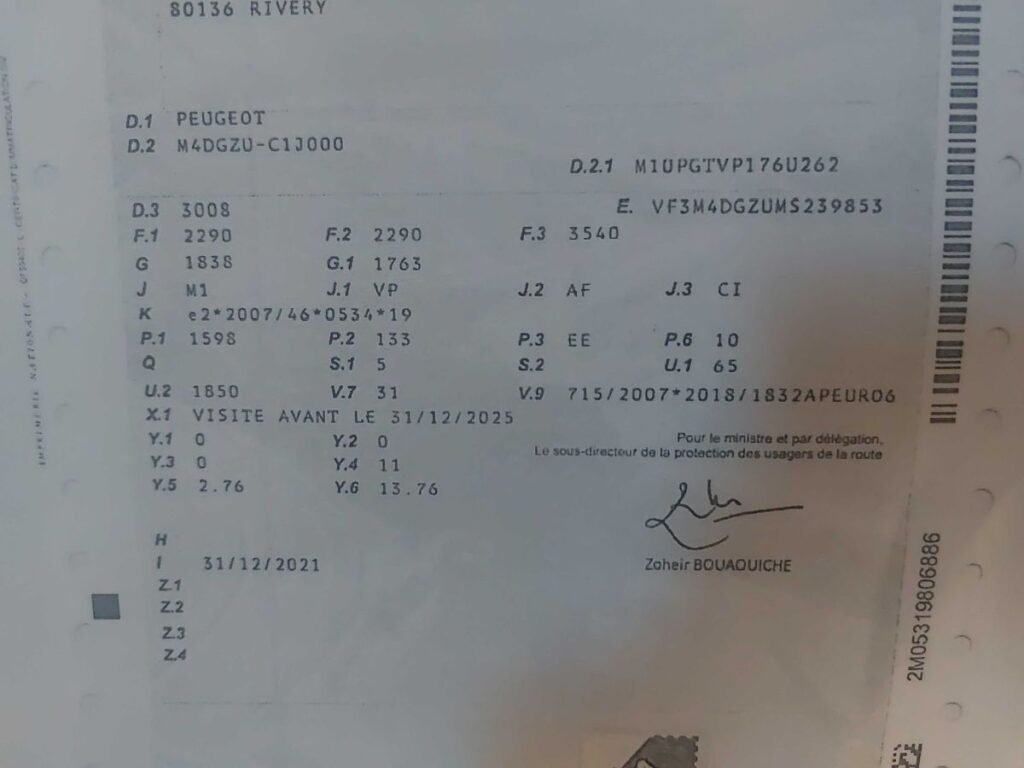 80136 RIVERY
D.1 PEUGEOT
D.2 M4DGZU-C1J000
D.2.1 M1UPGTVP176U262
D.3 3008
E. VF3M4DGZUMS239853
F.1 2290 F.2 2290 F.3 3540
G 1838 G.1 1763
J M1 J.1 VP J.2 AF J.3 CI
K e2*2007/46*0534*19
P.1 1598 P.2 133 P.3 EE P.6 10
Q S.1 5 S.2 U.1 65
U.2 1850 V.7 31 V.9 715/2007*2018/1832APEURO6
X.1 VISITE AVANT LE 31/12/2025
Y.1 0 Y.2 0
Y.3 0 Y.4 11
Y.5 2.76 Y.6 13.76
Pour le ministre et par délégation,
Le sous-directeur de la protection des usagers de la route
H
I 31/12/2021
Zoheir BOUAOUICHE
Z.1
Z.2
Z.3
Z.4
2M05319806886
IMPRIMERIE NATIONALE